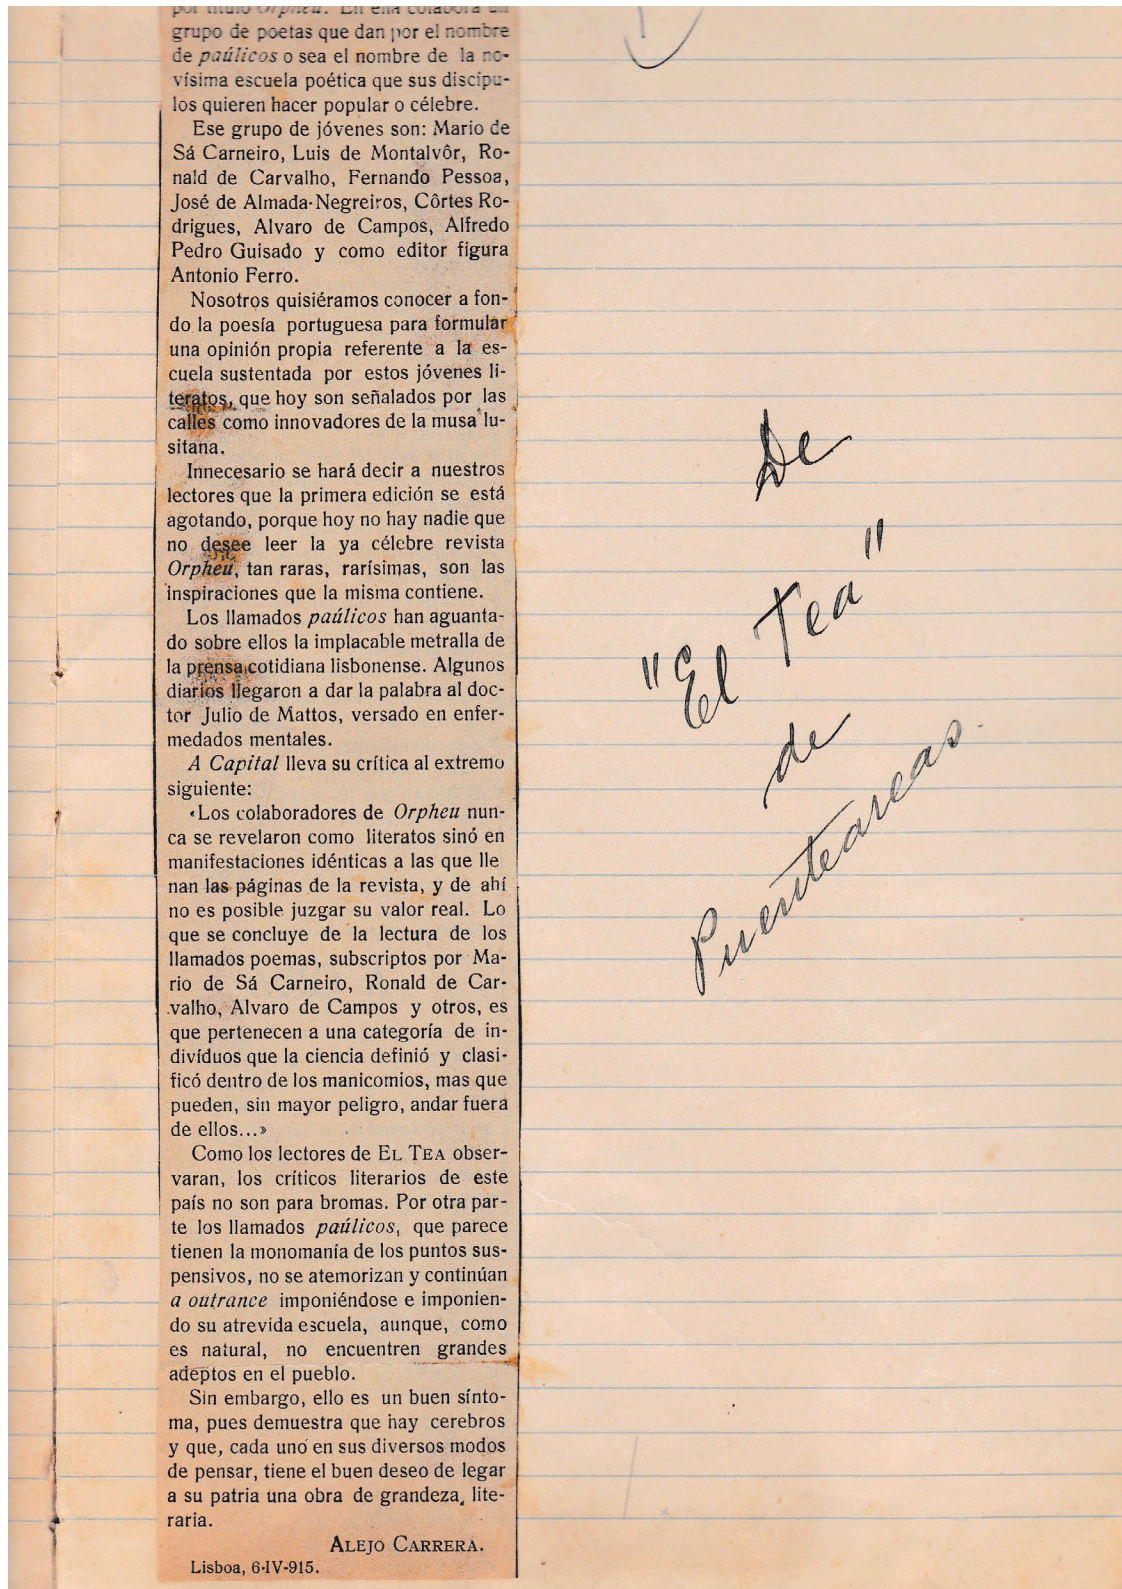 por título Orpheu. En ella colabora un
grupo de poetas que dan por el nombre
de paúlicos o sea el nombre de la no-
vísima escuela poética que sus discípu-
los quieren hacer popular o célebre.
Ese grupo de jóvenes son: Mario de
Sá Carneiro, Luis de Montalvôr, Ro-
nald de Carvalho, Fernando Pessoa,
José de Almada-Negreiros, Côrtes Ro-
drigues, Alvaro de Campos, Alfredo
Pedro Guisado y como editor figura
Antonio Ferro.
Nosotros quisiéramos conocer a fon-
do la poesía portuguesa para formular
una opinión propia referente a la es-
cuela sustentada por estos jóvenes li-
teratos, que hoy son señalados por las
calles como innovadores de la musa lu-
sitana.
Innecesario se hará decir a nuestros
lectores que la primera edición se está
agotando, porque hoy no hay nadie que
no desee leer la ya célebre revista
Orpheu, tan raras, rarísimas, son las
inspiraciones que la misma contiene.
Los llamados paúlicos han aguanta-
do sobre ellos la implacable metralla de
la prensa cotidiana lisbonense. Algunos
diarios llegaron a dar la palabra al doc-
tor Julio de Mattos, versado en enfer-
medados mentales.
A Capital lleva su crítica al extremo
siguiente:
«Los colaboradores de Orpheu nun-
ca se revelaron como literatos sinó en
manifestaciones idénticas a las que lle
nan las páginas de la revista, y de ahí
no es posible juzgar su valor real. Lo
que se concluye de la lectura de los
llamados poemas, subscriptos por Ma-
rio de Sá Carneiro, Ronald de Car-
valho, Alvaro de Campos y otros, es
que pertenecen a una categoría de in-
divíduos que la ciencia definió y clasi-
ficó dentro de los manicomios, mas que
pueden, sin mayor peligro, andar fuera
de ellos...»
Como los lectores de EL TEA obser-
varan, los críticos literarios de este
país no son para bromas. Por otra par-
te los llamados paúlicos, que parece
tienen la monomanía de los puntos sus-
pensivos, no se atemorizan y continúan
a outrance imponiéndose e imponien-
do su atrevida escuela, aunque, como
es natural, no encuentren grandes
adeptos en el pueblo.
Sin embargo, ello es un buen sínto-
ma, pues demuestra que hay cerebros
y que, cada uno en sus diversos modos
de pensar, tiene el buen deseo de legar
a su patria una obra de grandeza, lite-
raria.
ALEJO CARRERA.
Lisboa, 6-IV-915.
De
"El Tea"
de
Puenteareas.